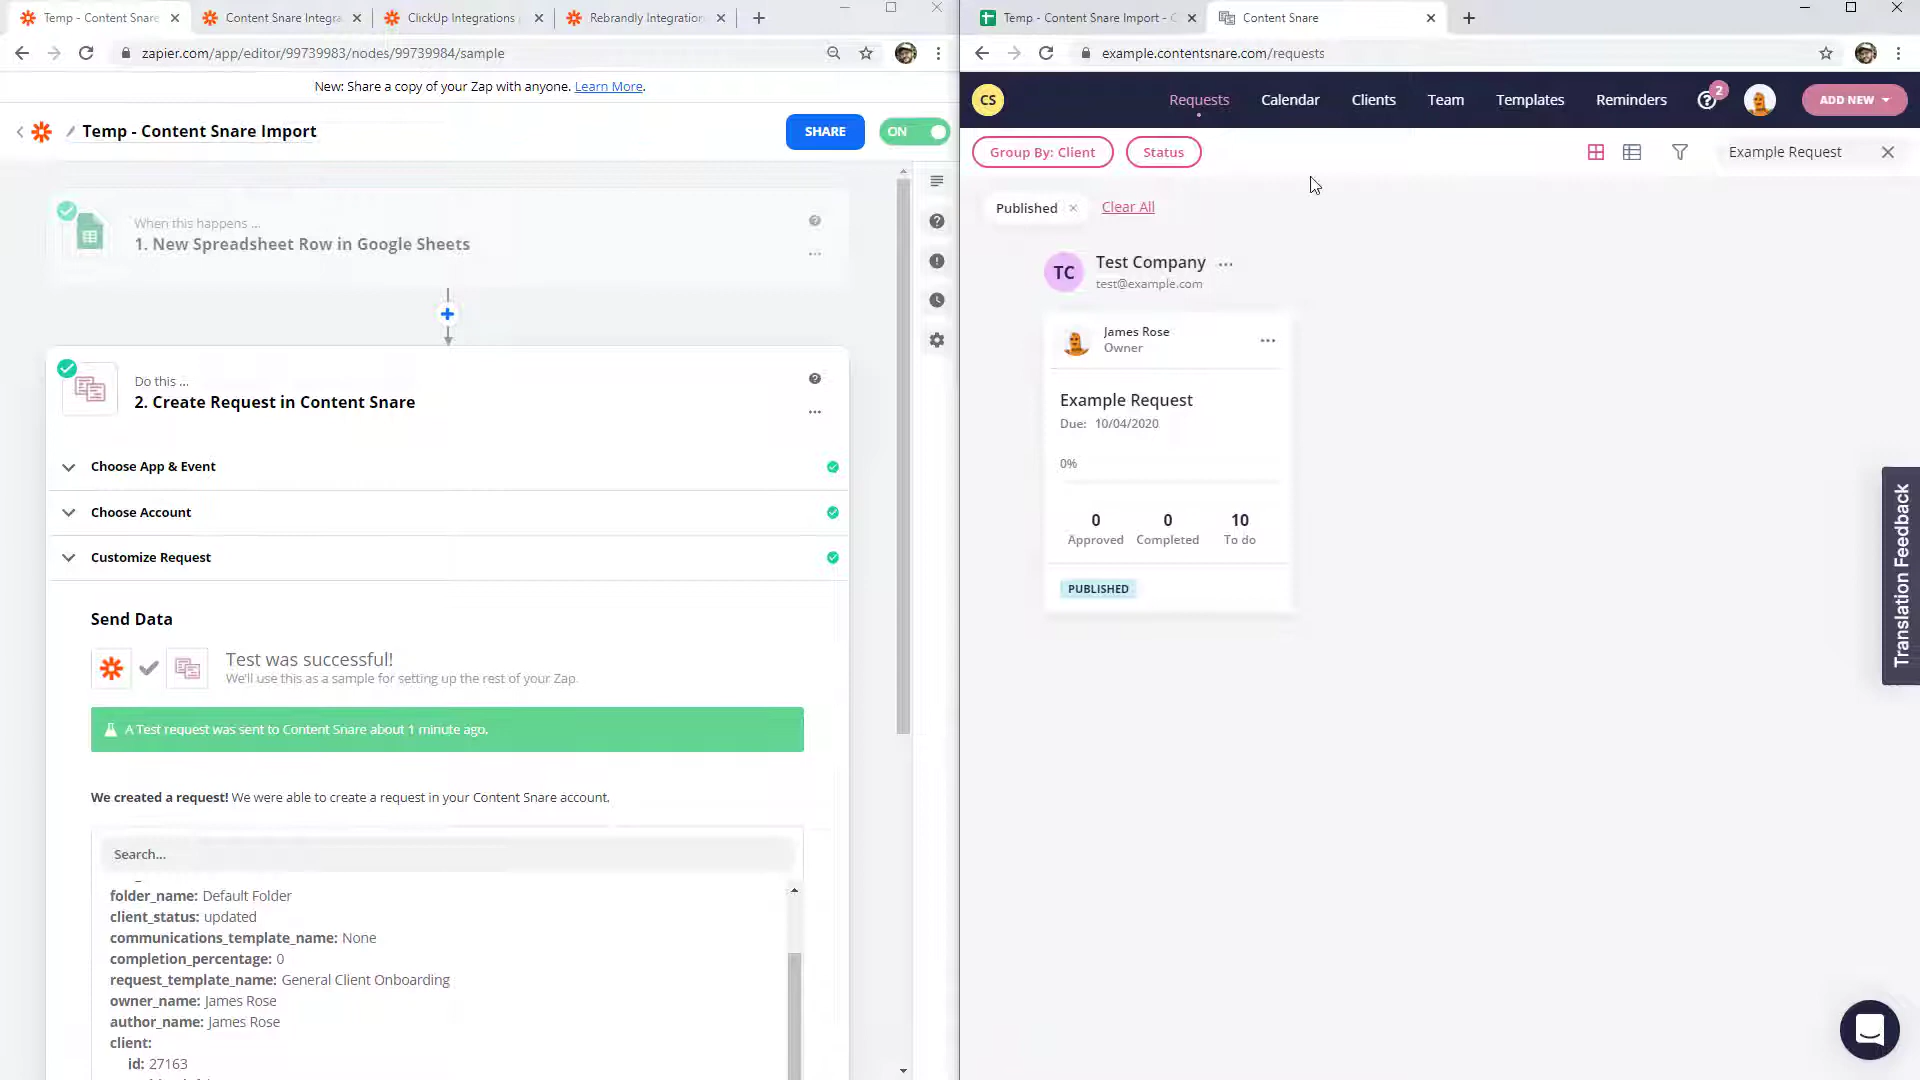 Temp - Content Snare
Content Snare Integra
ClickUp Integrations
Rebrandly Integration
zapier.com/app/editor/99739983/nodes/99739984/sample
New: Share a copy of your Zap with anyone. Learn More.
Temp - Content Snare Import
SHARE
ON
When this happens ...
1. New Spreadsheet Row in Google Sheets
Do this ...
2. Create Request in Content Snare
Choose App & Event
Choose Account
Customize Request
Send Data
Test was successful!
We'll use this as a sample for setting up the rest of your Zap.
A Test request was sent to Content Snare about 1 minute ago.
We created a request! We were able to create a request in your Content Snare account.
Search...
folder_name: Default Folder
client_status: updated
communications_template_name: None
completion_percentage: 0
request_template_name: General Client Onboarding
owner_name: James Rose
author_name: James Rose
client:
id: 27163
Temp - Content Snare Import -
Content Snare
example.contentsnare.com/requests
CS
Requests
Calendar
Clients
Team
Templates
Reminders
2
ADD NEW
Group By: Client
Status
Example Request
Published
Clear All
TC
Test Company
test@example.com
James Rose
Owner
Example Request
Due: 10/04/2020
0%
0
0
10
Approved
Completed
To do
PUBLISHED
Translation Feedback